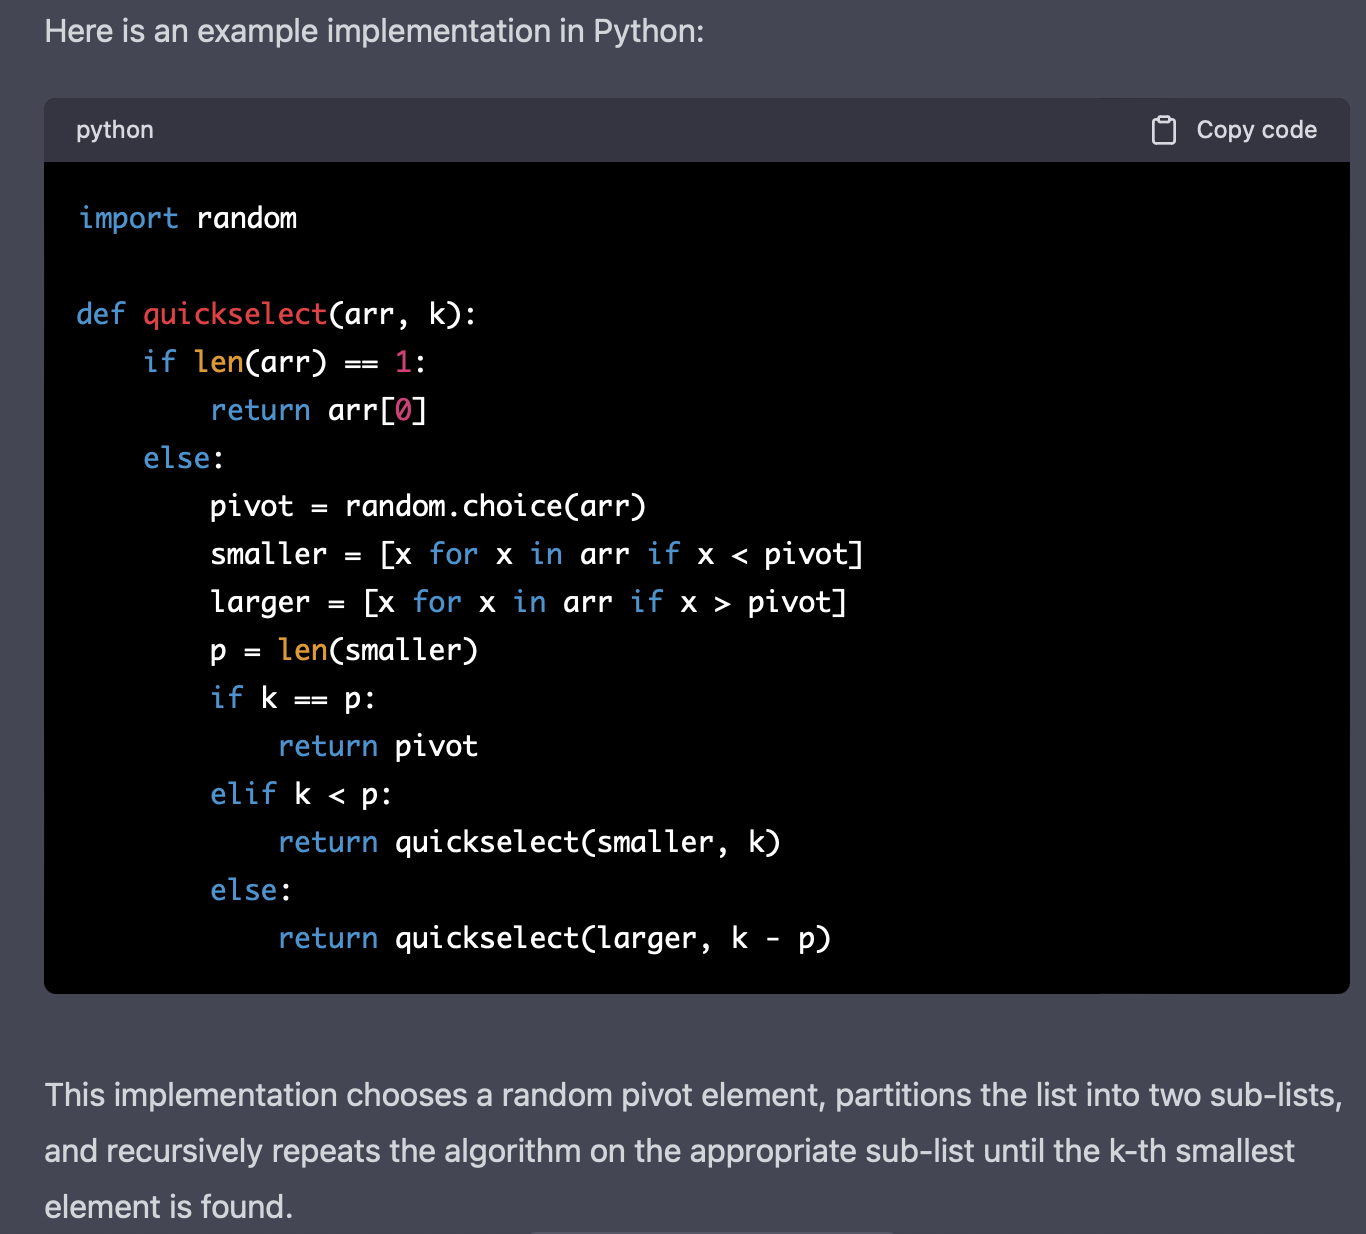 Here is an example implementation in Python:
python
Copy code
import random
def quickselect(arr, k):
    if len(arr) == 1:
        return arr[0]
    else:
        pivot = random.choice(arr)
        smaller = [x for x in arr if x < pivot]
        larger = [x for x in arr if x > pivot]
        p = len(smaller)
        if k == p:
            return pivot
        elif k < p:
            return quickselect(smaller, k)
        else:
            return quickselect(larger, k - p)
This implementation chooses a random pivot element, partitions the list into two sub-lists,
and recursively repeats the algorithm on the appropriate sub-list until the k-th smallest
element is found.